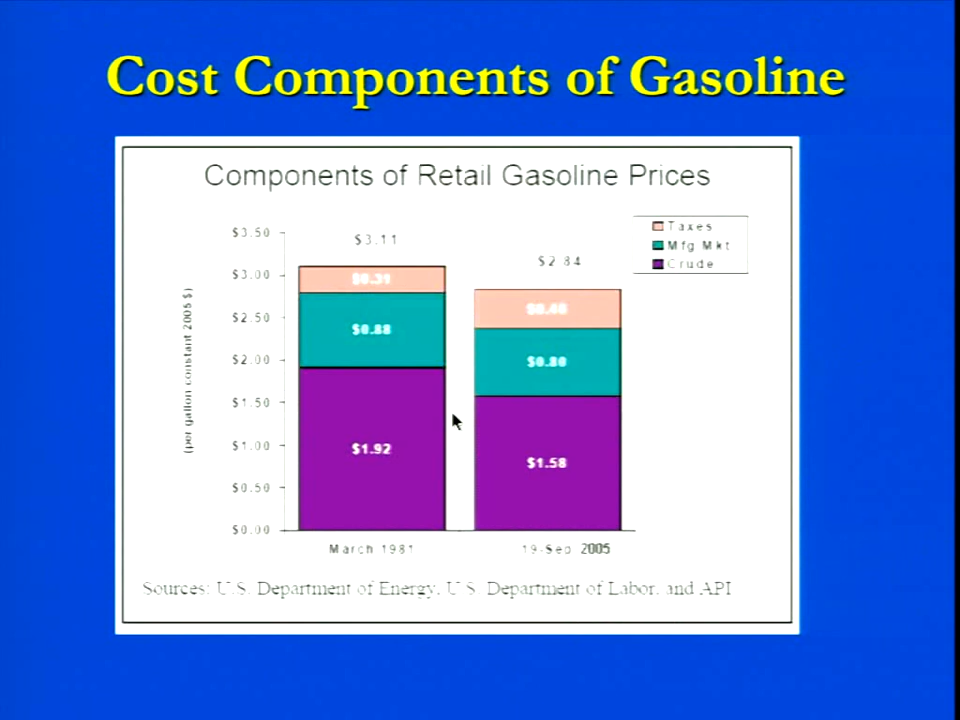 Cost Components of Gasoline
Components of Retail Gasoline Prices
$3.50
$3.11
Taxes
Mfg Mkt
Crude
$2.84
$3.00
$0.31
$2.50
$0.88
$0.80
(per gallon constant 2005 $)
$2.00
$1.50
$1.92
$1.58
$1.00
$0.50
$0.00
March 1981
19-Sep 2005
Sources: U.S. Department of Energy, U.S. Department of Labor, and API